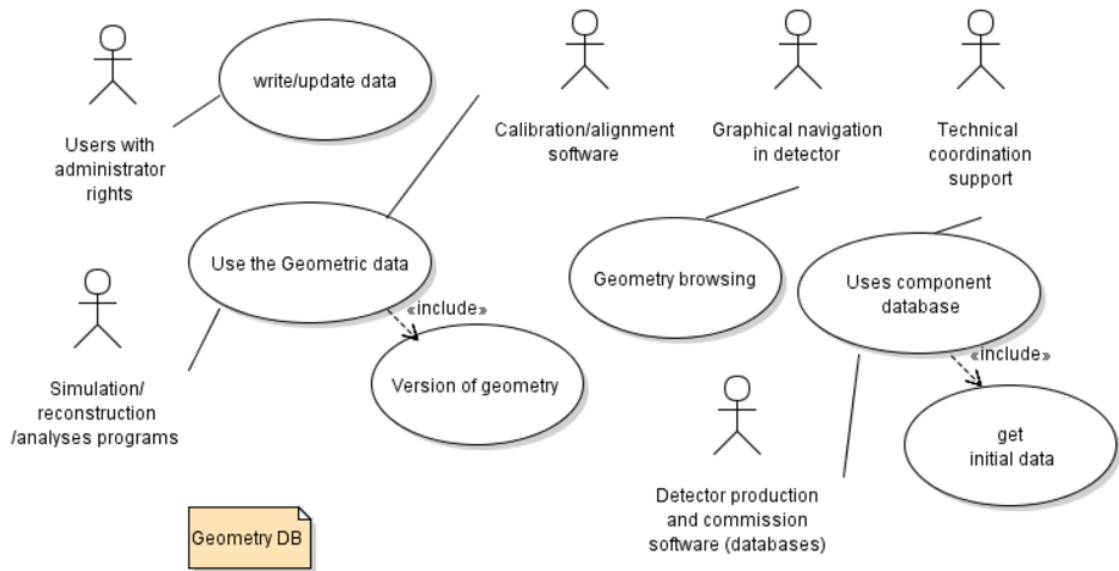 write/update data
Users with
administrator
rights
Calibration/alignment
software
Graphical navigation
in detector
Technical
coordination
support
Use the Geometric data
«include»
Version of geometry
Geometry browsing
Uses component
database
«include»
get
initial data
Simulation/
reconstruction
/analyses programs
Detector production
and commission
software (databases)
Geometry DB